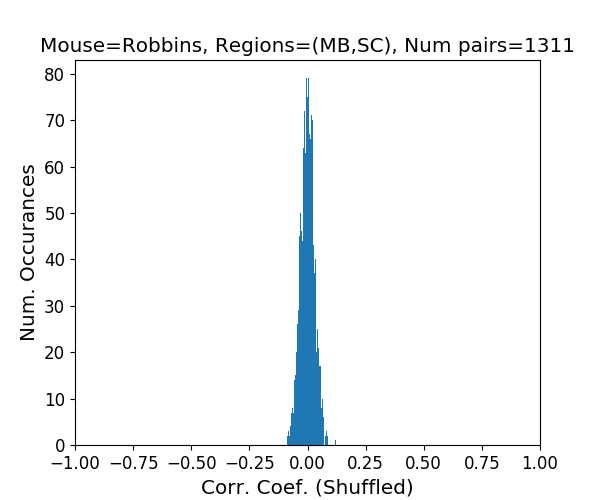 Mouse=Robbins, Regions=(MB,SC), Num pairs=1311
80
70
60
50
40
30
20
10
0
Num. Occurances
−1.00 −0.75 −0.50 −0.25 0.00 0.25 0.50 0.75 1.00
Corr. Coef. (Shuffled)